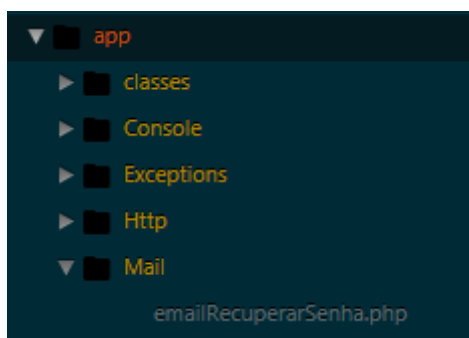 app
classes
Console
Exceptions
Http
Mail
emailRecuperarSenha.php